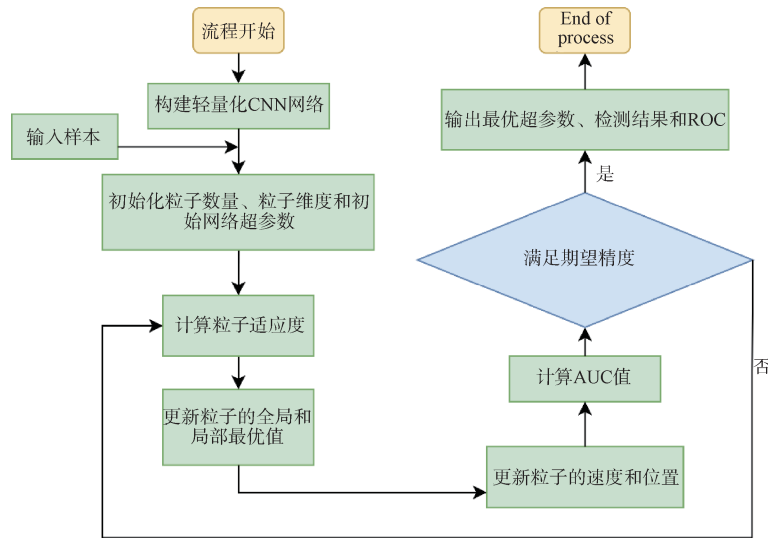 流程开始
构建轻量化CNN网络
输入样本
初始化粒子数量、粒子维度和初
始网络超参数
计算粒子适应度
更新粒子的全局和
局部最优值
更新粒子的速度和位置
计算AUC值
满足期望精度
是
否
输出最优超参数、检测结果和ROC
End of
process